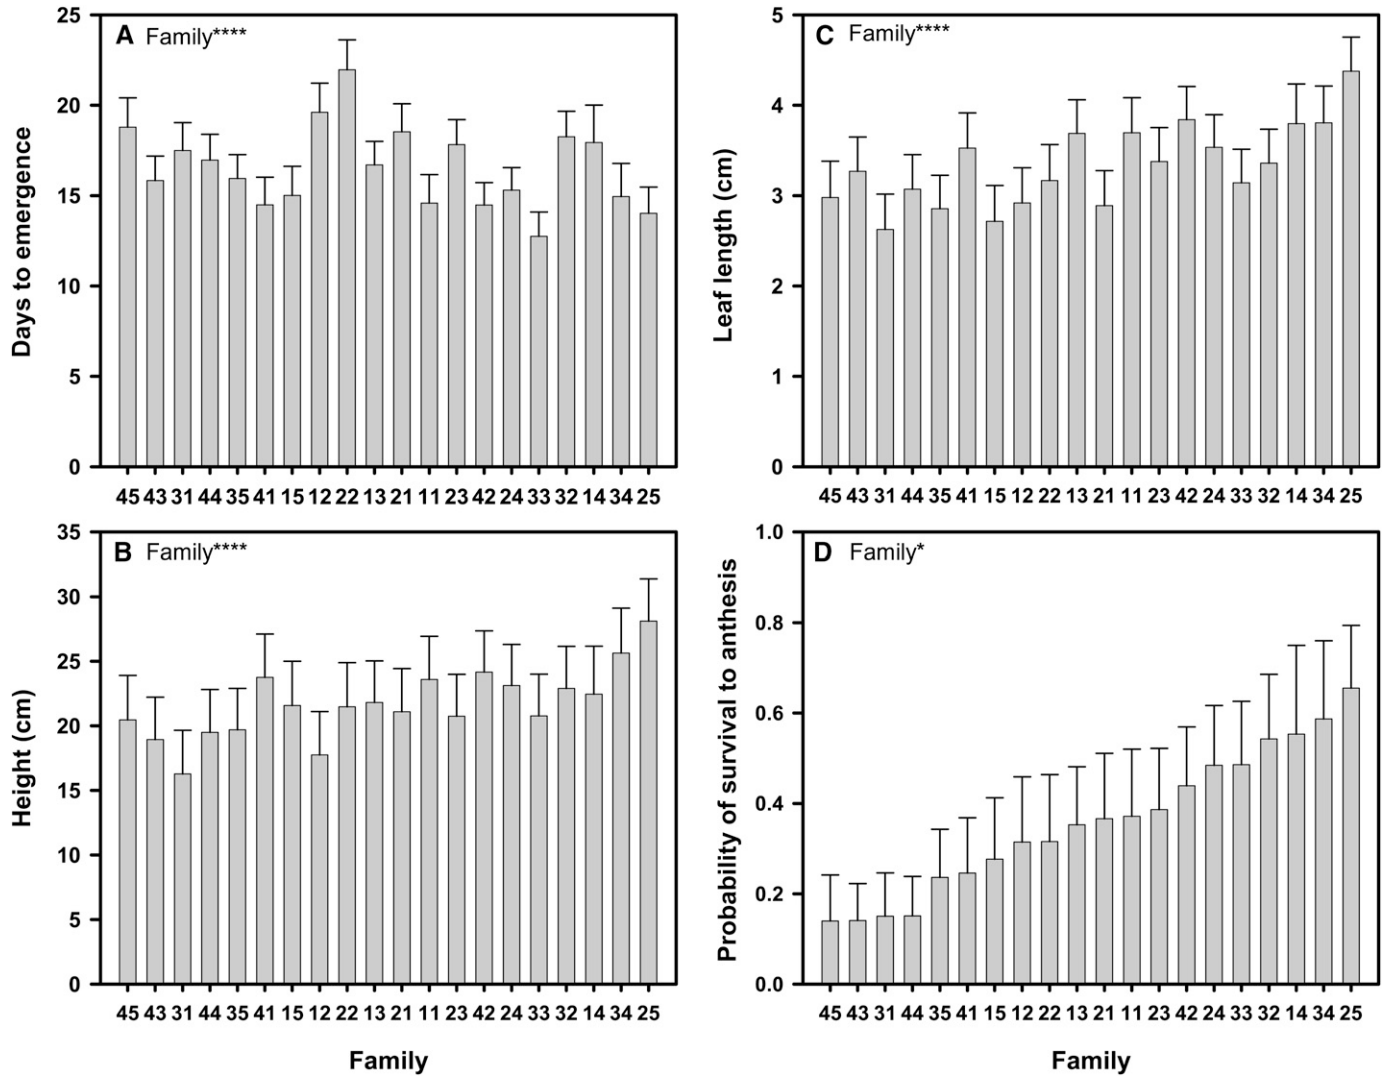 A Family****
Days to emergence
25
20
15
10
5
0
45 43 31 44 35 41 15 12 22 13 21 11 23 42 24 33 32 14 34 25
C Family****
Leaf length (cm)
5
4
3
2
1
0
45 43 31 44 35 41 15 12 22 13 21 11 23 42 24 33 32 14 34 25
B Family****
Height (cm)
35
30
25
20
15
10
5
0
45 43 31 44 35 41 15 12 22 13 21 11 23 42 24 33 32 14 34 25
Family
D Family*
Probability of survival to anthesis
1.0
0.8
0.6
0.4
0.2
0.0
45 43 31 44 35 41 15 12 22 13 21 11 23 42 24 33 32 14 34 25
Family